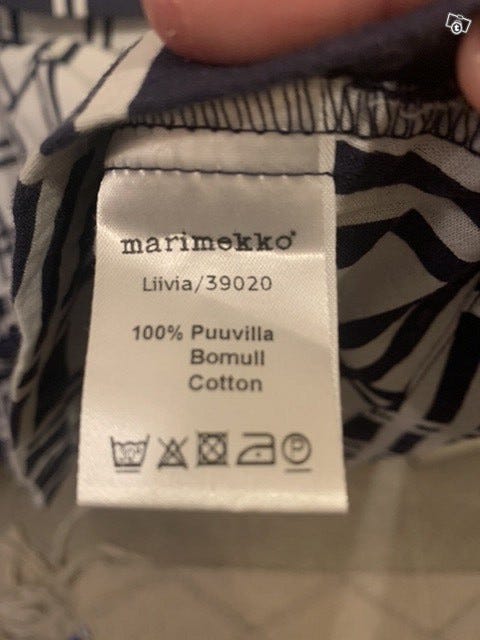 marimekko
Liivia/39020
100% Puuvilla
Bomull
Cotton
P